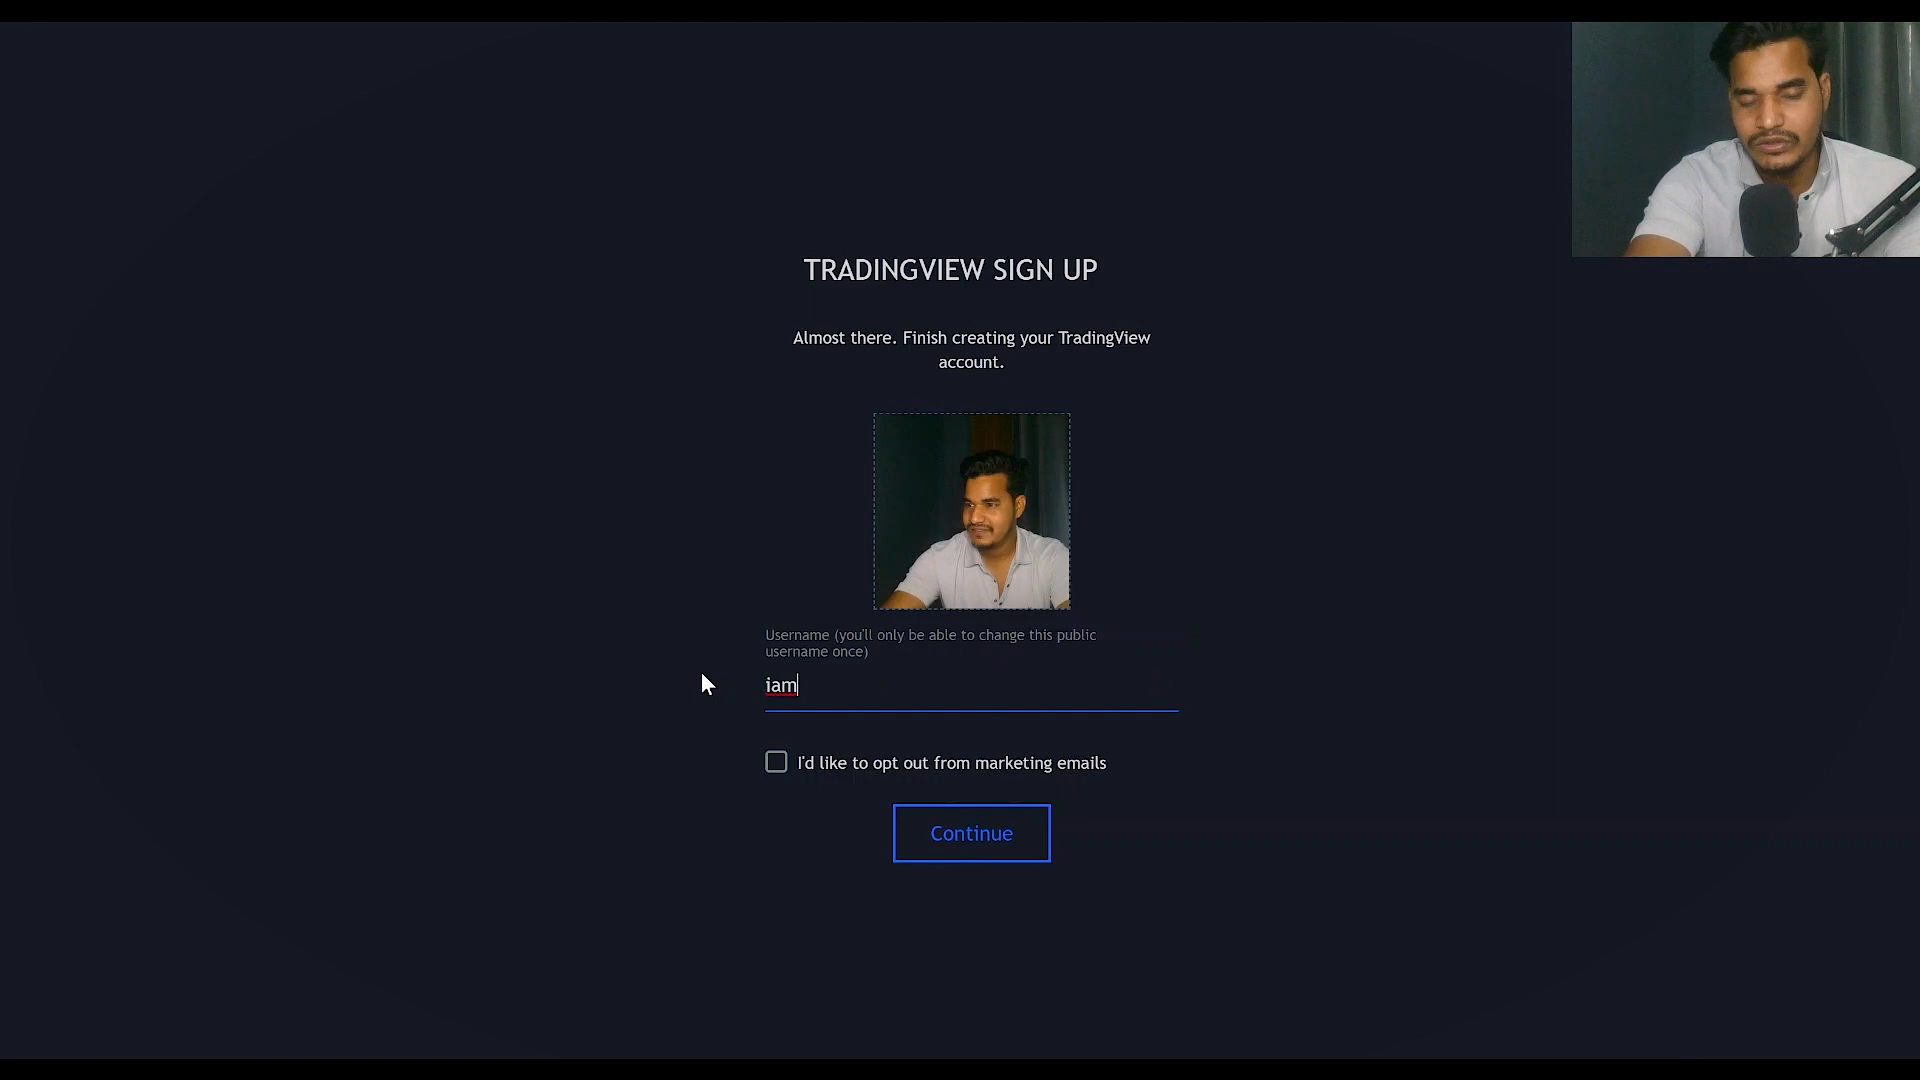 TRADINGVIEW SIGN UP
Almost there. Finish creating your TradingView
account.
Username (you'll only be able to change this public
username once)
iam
I'd like to opt out from marketing emails
Continue